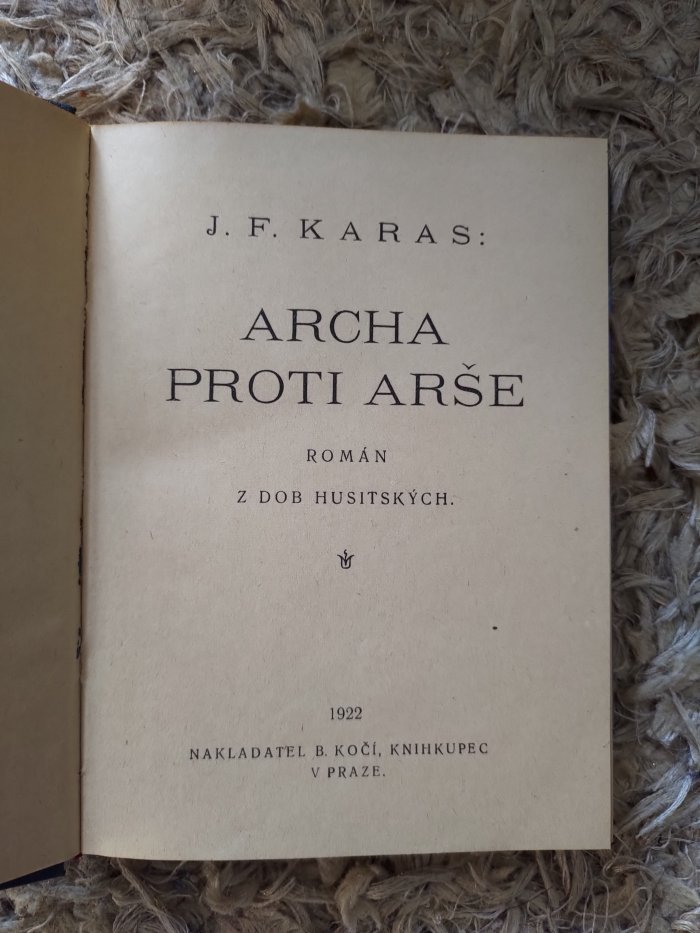 J. F. KARAS:
ARCHA
PROTI ARŠE
ROMÁN
Z DOB HUSITSKÝCH.
1922
NAKLADATEL B. KOČÍ, KNIHKUPEC
V PRAZE.